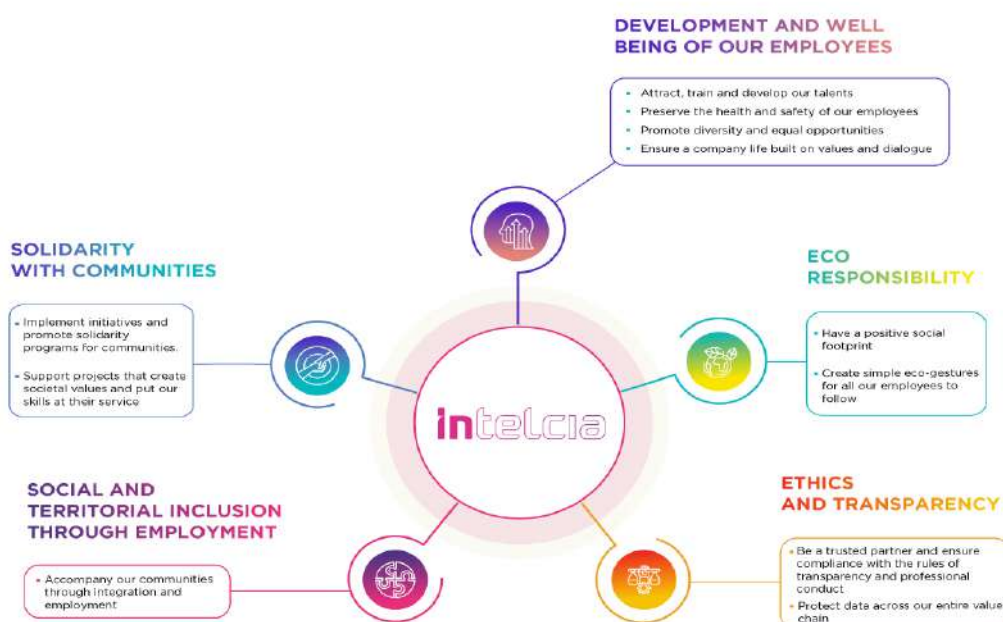 DEVELOPMENT AND WELL
BEING OF OUR EMPLOYEES
Attract, train and develop our talents
Preserve the health and safety of our employees
Promote diversity and equal opportunities
Ensure a company life built on values and dialogue
SOLIDARITY
WITH COMMUNITIES
Implement initiatives and
promote solidarity
programs for communities.
Support projects that create
societal values and put our
skills at their service
ECO
RESPONSIBILITY
Have a positive social
footprint
Create simple eco-gestures
for all our employees to
follow
intelcia
SOCIAL AND
TERRITORIAL INCLUSION
THROUGH EMPLOYMENT
Accompany our communities
through integration and
employment
ETHICS
AND TRANSPARENCY
Be a trusted partner and ensure
compliance with the rules of
transparency and professional
conduct
Protect data across our entire value
chain